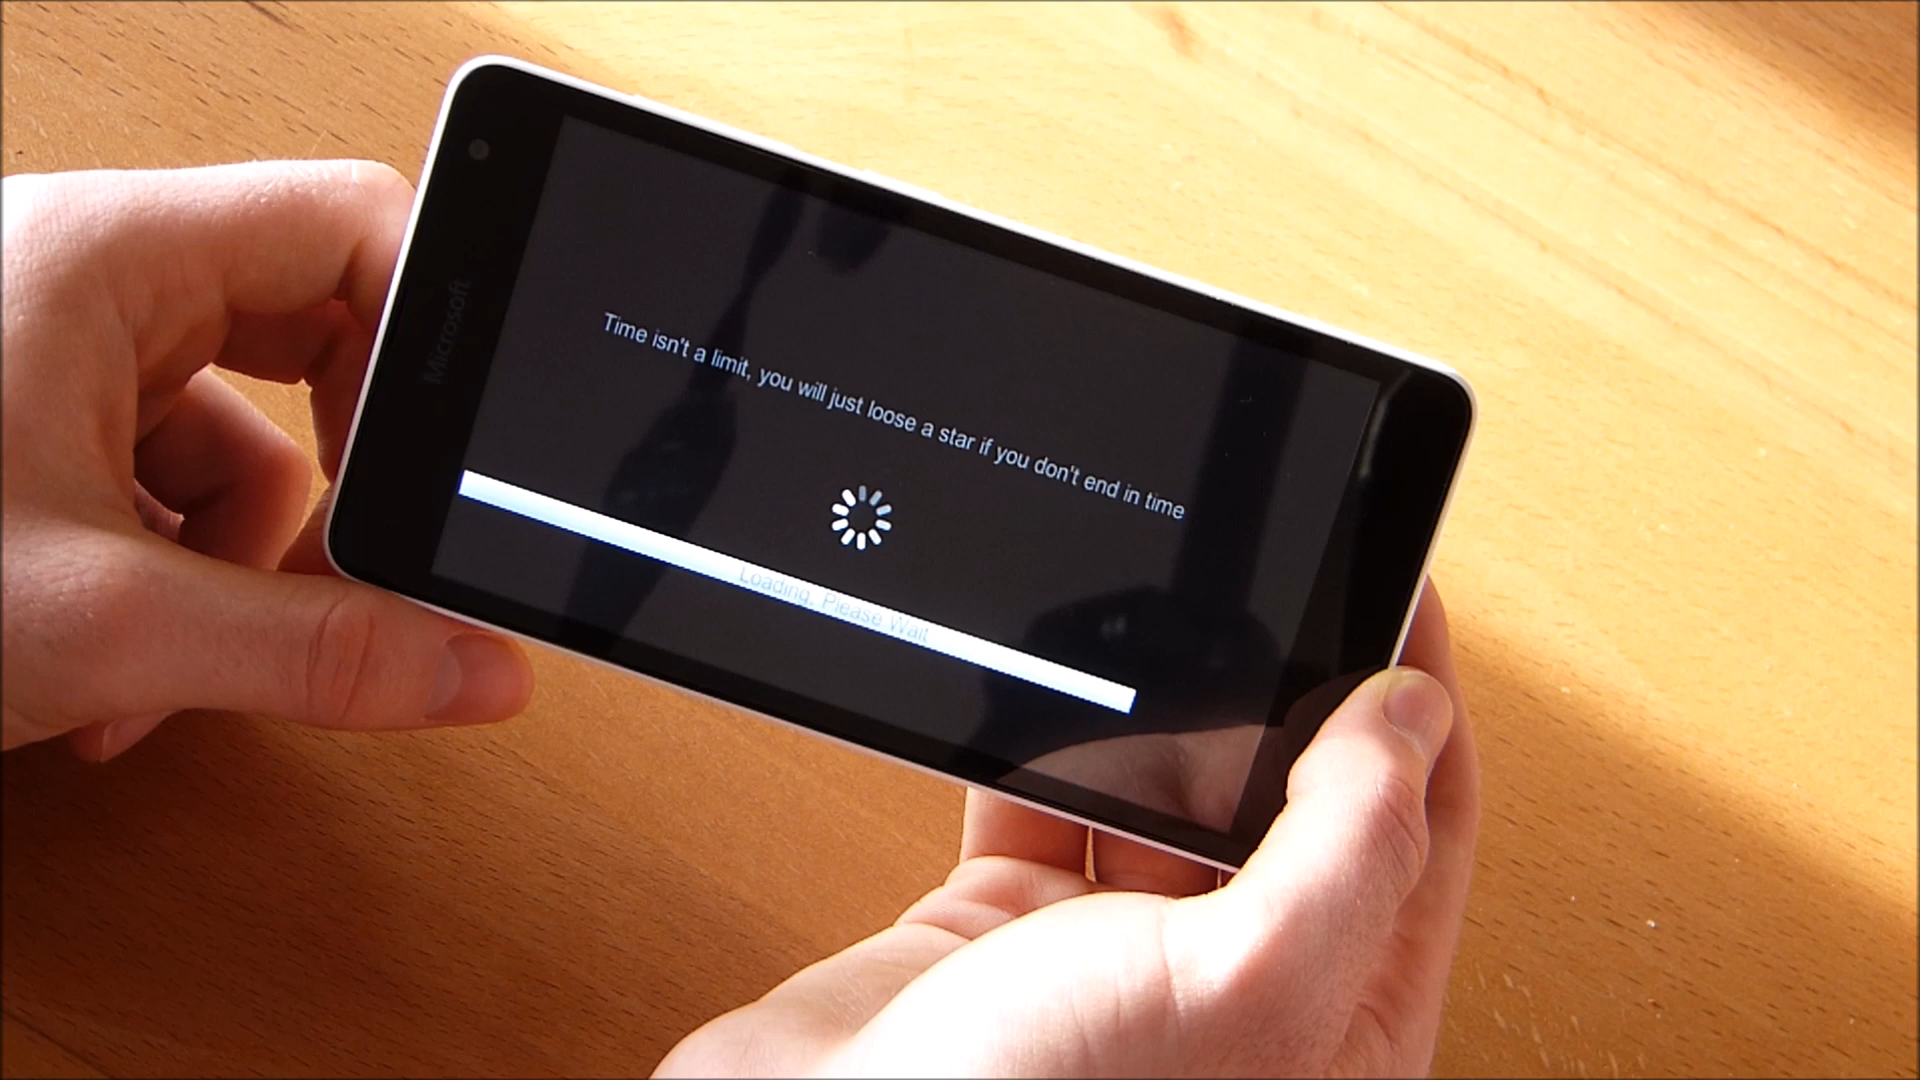 Microsoft
Time isn't a limit, you will just loose a star if you don't end in time
Loading, Please Wait